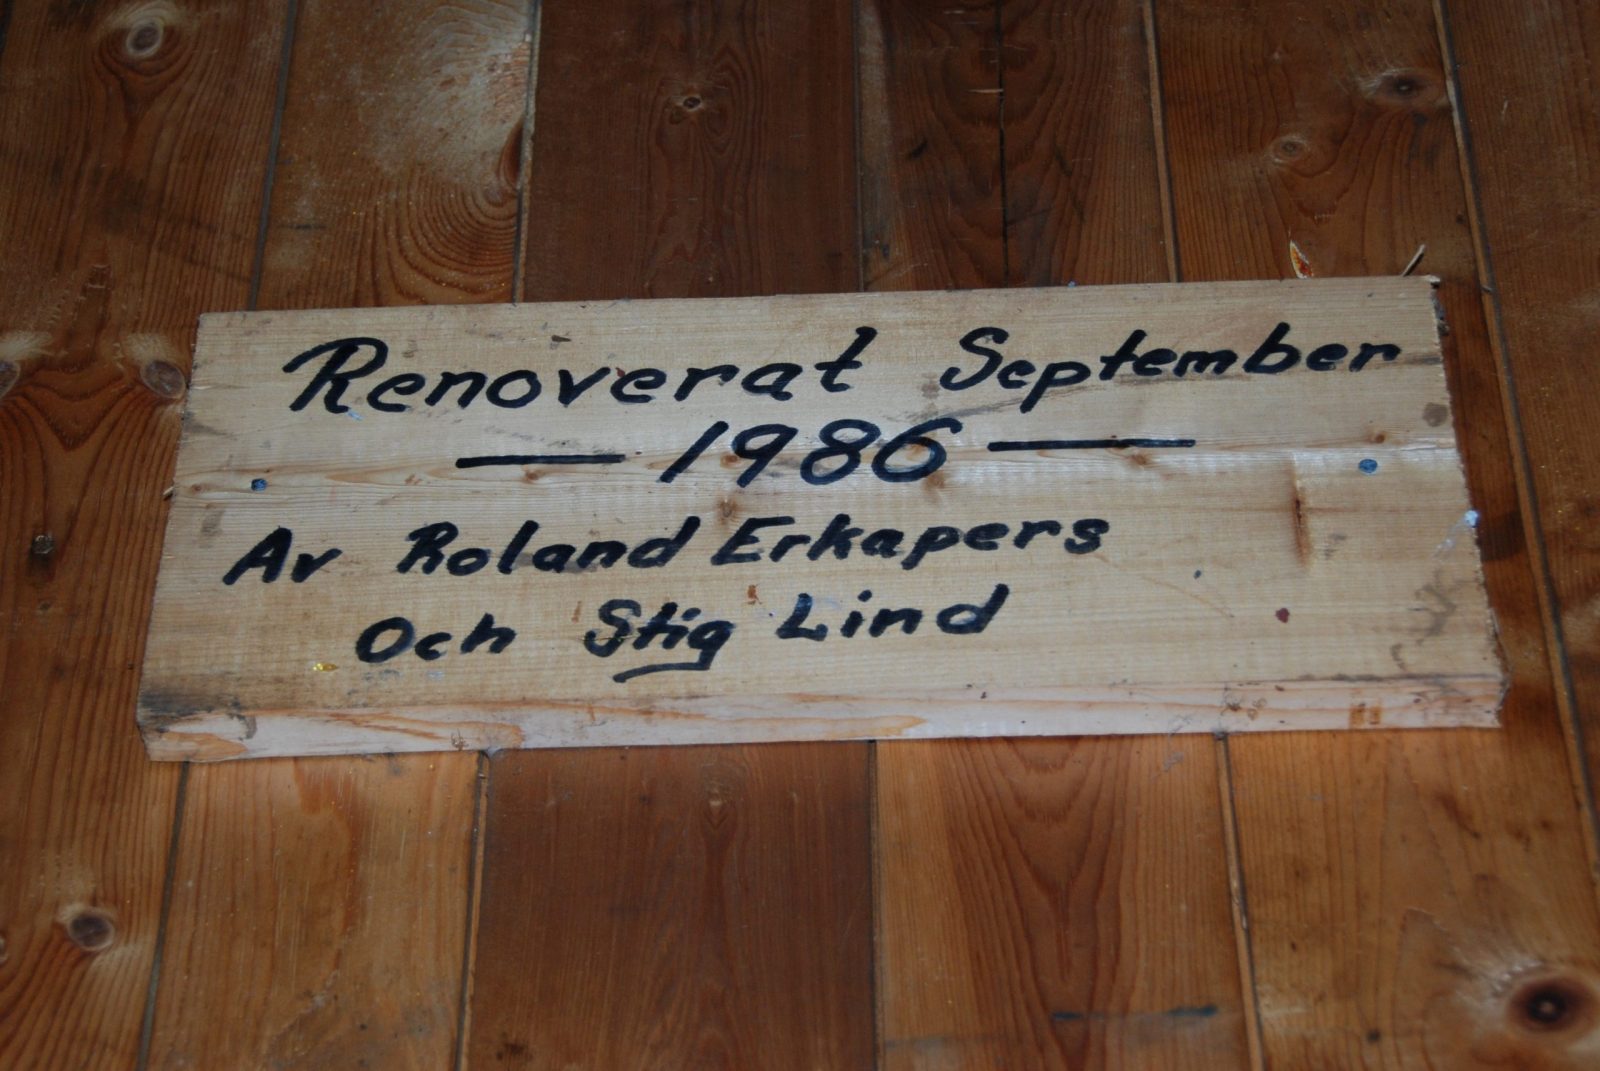 Renoverat September
— 1986 —
Av Roland Erkapers
Och Stig Lind